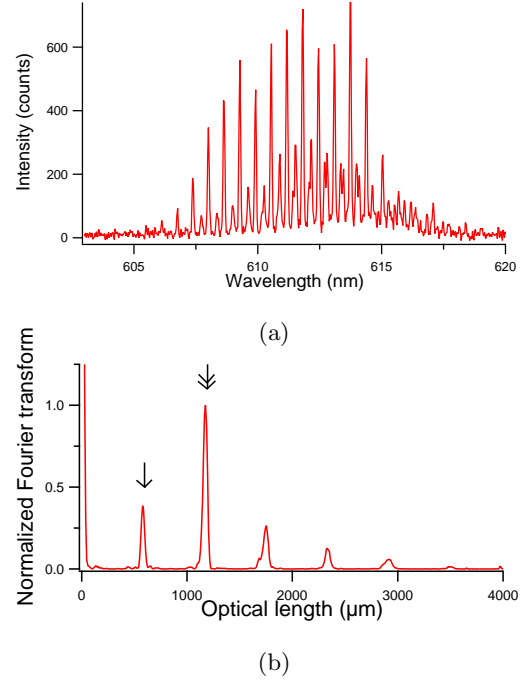 Intensity (counts)
600
400
200
0
605
610
615
620
Wavelength (nm)
(a)
Normalized Fourier transform
1.0
0.5
0.0
0
1000
2000
3000
4000
Optical length (µm)
(b)